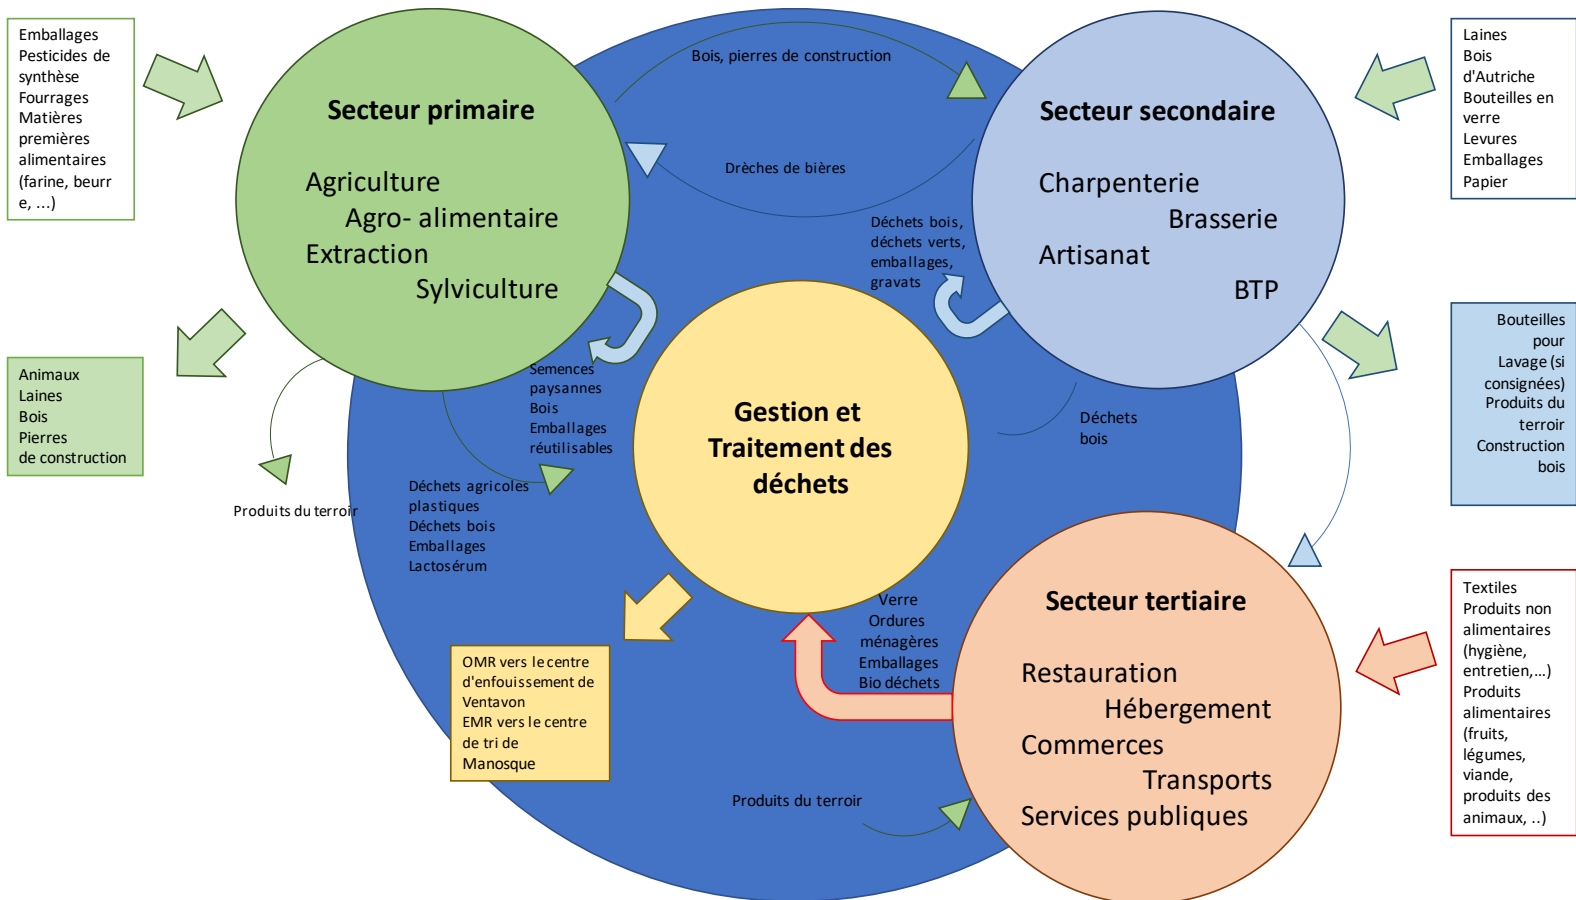 Emballages
Pesticides de
synthèse
Fourrages
Matières
premières
alimentaires
(farine, beurr
e, ...)
Animaux
Laines
Bois
Pierres
de construction
Secteur primaire
Agriculture
Agro- alimentaire
Extraction
Sylviculture
Produits du terroir
Bois, pierres de construction
Drèches de bières
Déchets bois,
déchets verts,
emballages,
gravats
Semences
paysannes
Bois
Emballages
réutilisables
Déchets agricoles
plastiques
Déchets bois
Emballages
Lactosérum
Gestion et
Traitement des
déchets
Déchets
bois
OMR vers le centre
d'enfouissement de
Ventavon
EMR vers le centre
de tri de
Manosque
Verre
Ordures
ménagères
Emballages
Bio déchets
Produits du terroir
Secteur secondaire
Charpenterie
Brasserie
Artisanat
BTP
Secteur tertiaire
Restauration
Hébergement
Commerces
Transports
Services publiques
Laines
Bois
d'Autriche
Bouteilles en
verre
Levures
Emballages
Papier
Bouteilles
pour
Lavage (si
consignées)
Produits du
terroir
Construction
bois
Textiles
Produits non
alimentaires
(hygiène,
entretien,...)
Produits
alimentaires
(fruits,
légumes,
viande,
produits des
animaux, ..)